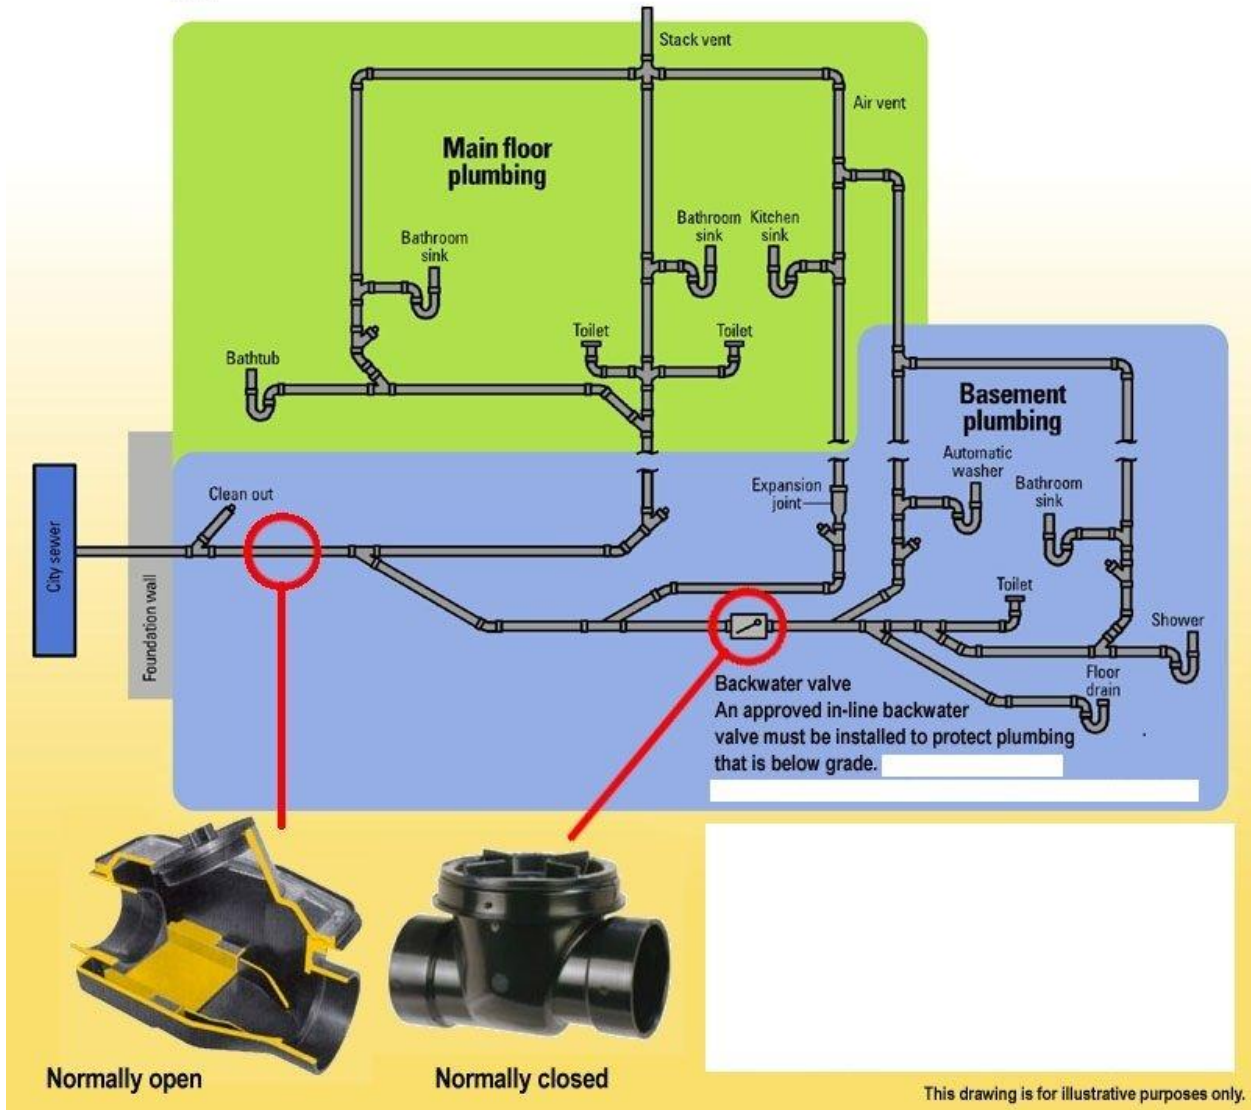 Stack vent
Air vent
Main floor
plumbing
Bathroom
sink
Bathroom
sink
Kitchen
sink
Toilet
Toilet
Bathtub
Basement
plumbing
Automatic
washer
Bathroom
sink
Expansion
joint
Clean out
City sewer
Foundation wall
Toilet
Shower
Floor
drain
Backwater valve
An approved in-line backwater
valve must be installed to protect plumbing
that is below grade.
Normally open
Normally closed
This drawing is for illustrative purposes only.